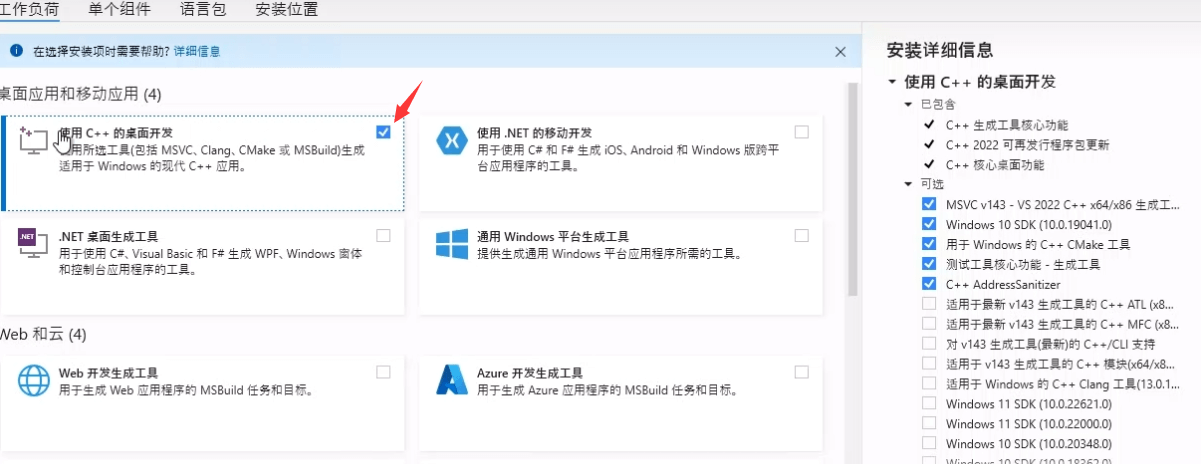 工作负荷 单个组件 语言包 安装位置
在选择安装项时需要帮助? 详细信息
桌面应用和移动应用 (4)
使用 C++ 的桌面开发
使用所选工具(包括 MSVC、Clang、CMake 或 MSBuild)生成
适用于 Windows 的现代 C++ 应用。
使用 .NET 的移动开发
用于使用 C# 和 F# 生成 iOS、Android 和 Windows 版跨平
台应用程序的工具。
.NET
.NET 桌面生成工具
用于使用 C#、Visual Basic 和 F# 生成 WPF、Windows 窗体
和控制台应用程序的工具。
通用 Windows 平台生成工具
提供生成通用 Windows 平台应用程序所需的工具。
Web 和云 (4)
Web 开发生成工具
用于生成 Web 应用程序的 MSBuild 任务和目标。
Azure 开发生成工具
用于生成 Azure 应用程序的 MSBuild 任务和目标。
安装详细信息
使用 C++ 的桌面开发
已包含
C++ 生成工具核心功能
C++ 2022 可再发行程序包更新
C++ 核心桌面功能
可选
MSVC v143 - VS 2022 C++ x64/x86 生成工...
Windows 10 SDK (10.0.19041.0)
用于 Windows 的 C++ CMake 工具
测试工具核心功能 - 生成工具
C++ AddressSanitizer
适用于最新 v143 生成工具的 C++ ATL (x8...
适用于最新 v143 生成工具的 C++ MFC (x8...
对 v143 生成工具(最新)的 C++/CLI 支持
适用于 v143 生成工具的 C++ 模块(x64/x8...
适用于 Windows 的 C++ Clang 工具(13.0.1...
Windows 11 SDK (10.0.22621.0)
Windows 11 SDK (10.0.22000.0)
Windows 10 SDK (10.0.20348.0)
Windows 10 SDK (10.0.18362.0)